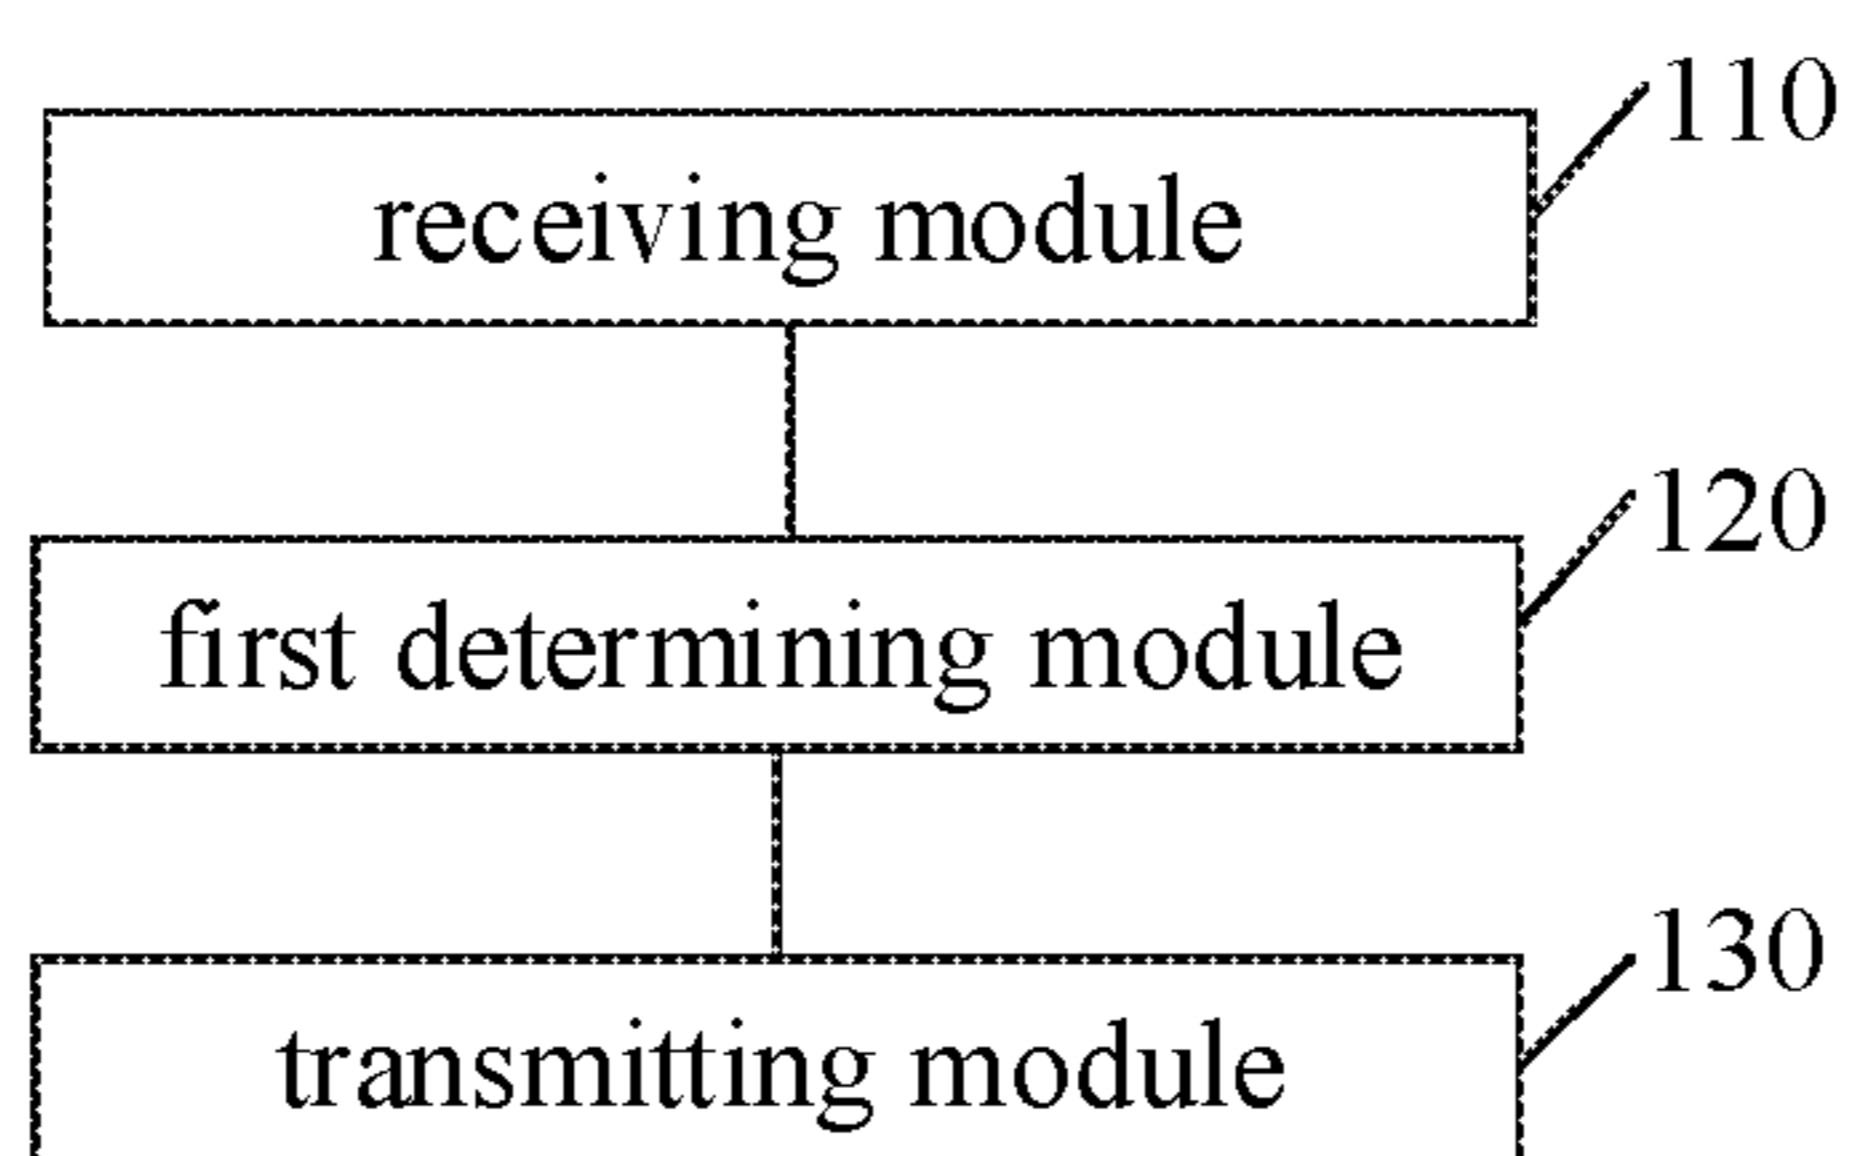 110
receiving module
120
first determining module
130
transmitting module